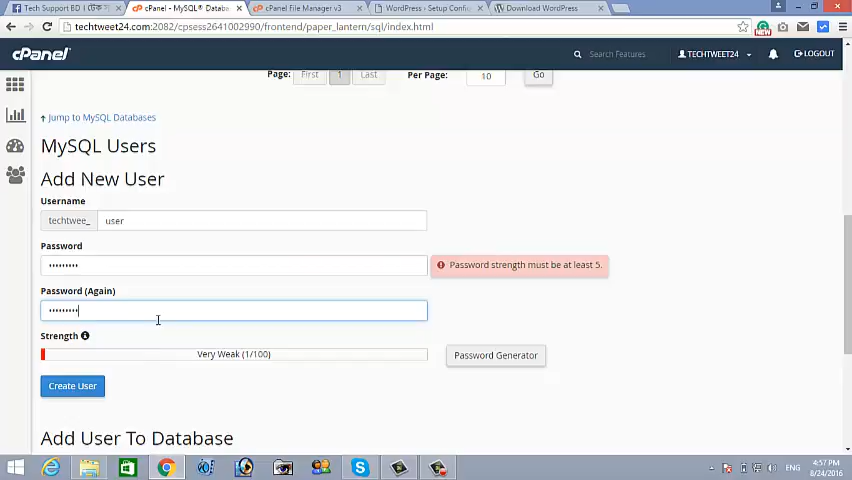 Tech Support BD | টেক স
cPanel - MySQL® Databa
cPanel File Manager v3
WordPress › Setup Config
Download WordPress
techtweet24.com:2082/cpsess2641002990/frontend/paper_lantern/sql/index.html
NEW
cPanel
Search Features
TECHTWEET24
LOGOUT
Page:
First
1
Last
Per Page:
10
Go
Jump to MySQL Databases
MySQL Users
Add New User
Username
techtwee_
user
Password
•••••••••
Password strength must be at least 5.
Password (Again)
•••••••••
Strength
Very Weak (1/100)
Password Generator
Create User
Add User To Database
ENG
4:57 PM
8/24/2016